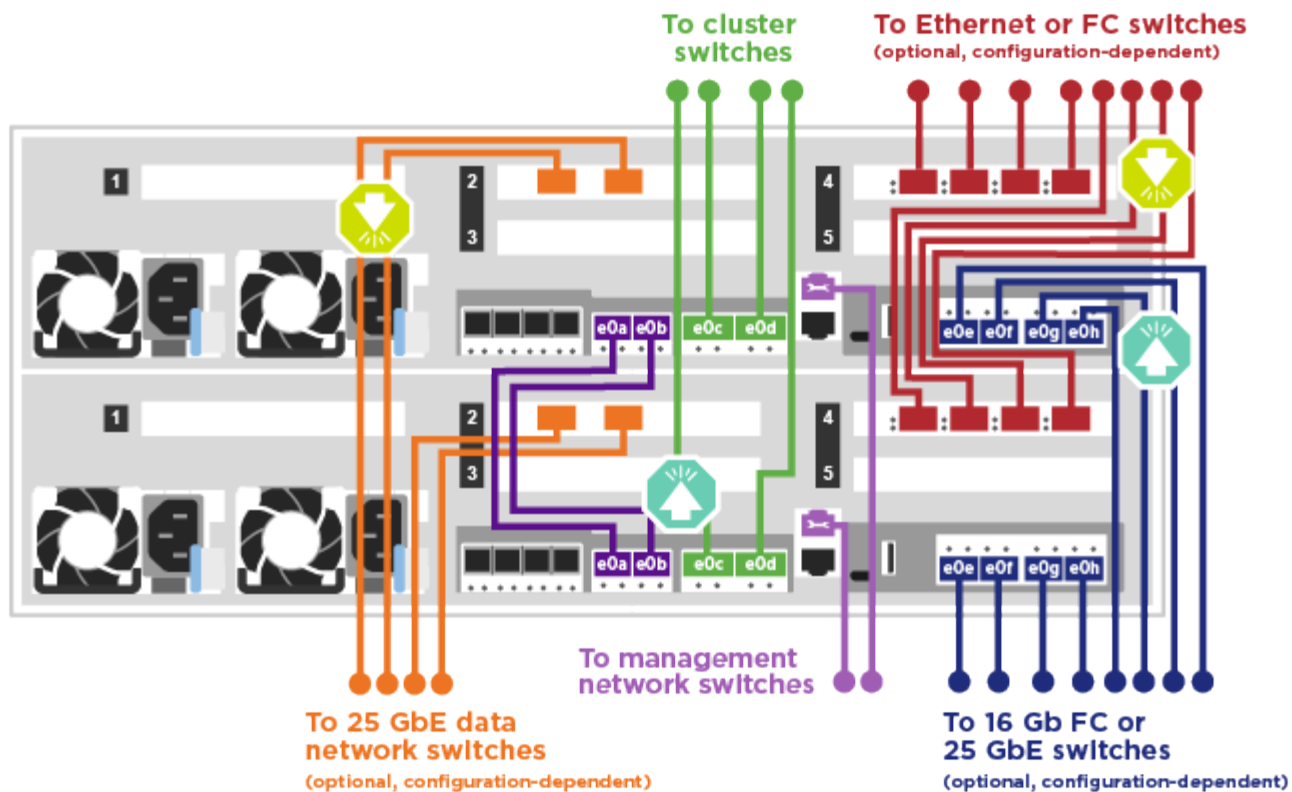 To cluster
switches
To Ethernet or FC switches
(optional, configuration-dependent)
1
2
3
4
5
e0a e0b e0c e0d
e0e e0f e0g e0h
1
2
3
4
5
e0a e0b e0c e0d
e0e e0f e0g e0h
To management
network switches
To 25 GbE data
network switches
(optional, configuration-dependent)
To 16 Gb FC or
25 GbE switches
(optional, configuration-dependent)